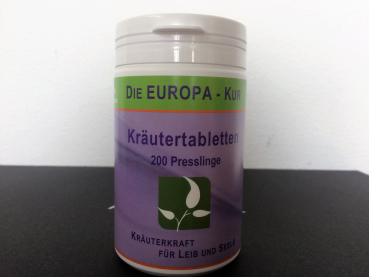 DIE EUROPA - KUR
Kräutertabletten
200 Presslinge
KRÄUTERKRAFT
FÜR LEIB UND SEELE